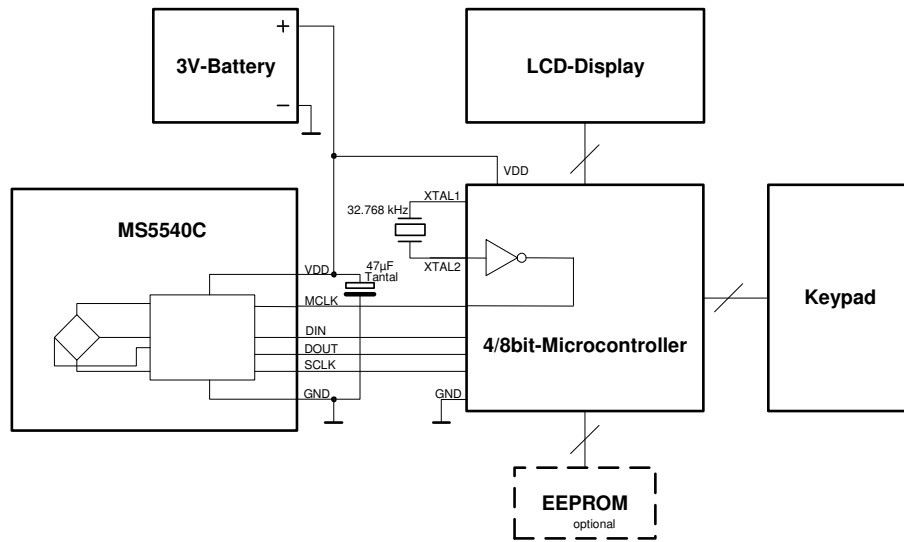 +
3V-Battery
−
LCD-Display
VDD
XTAL1
32.768 kHz
XTAL2
MS5540C
VDD
47µF
Tantal
MCLK
DIN
DOUT
SCLK
GND
4/8bit-Microcontroller
GND
Keypad
EEPROM
optional